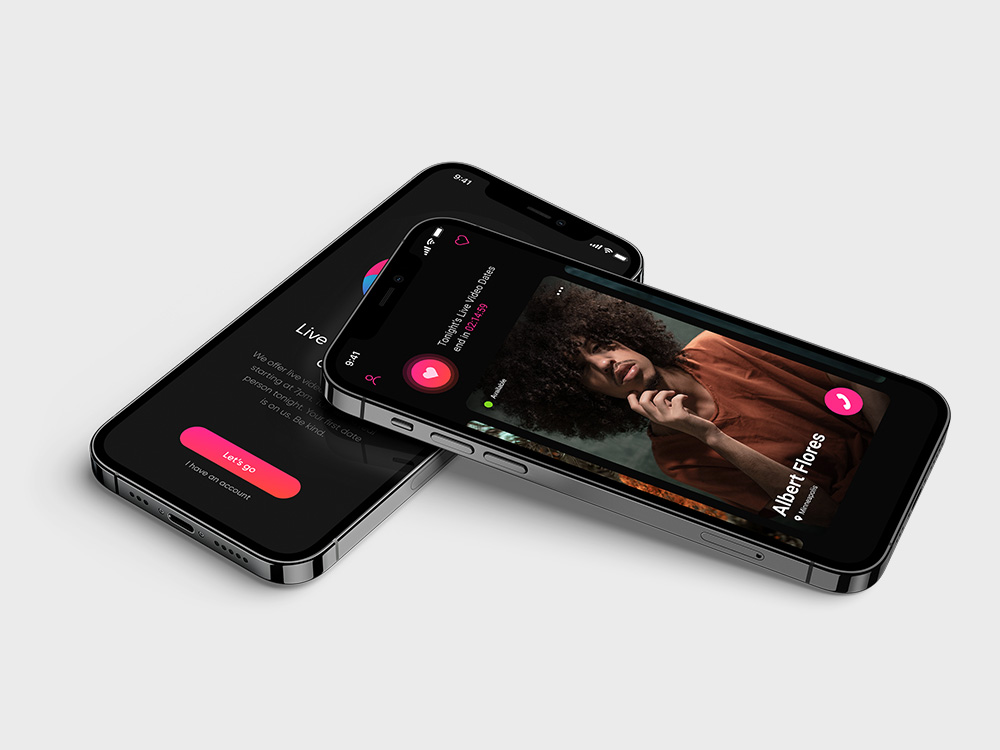 9:41
Live
We offer live vide
starting at 7pm.
person tonight. Your first date
is on us. Be kind.
Let's go
I have an account
9:41
Tonight's Live Video Dates
end in 02:14:59
Available
Albert Flores
Minneapolis